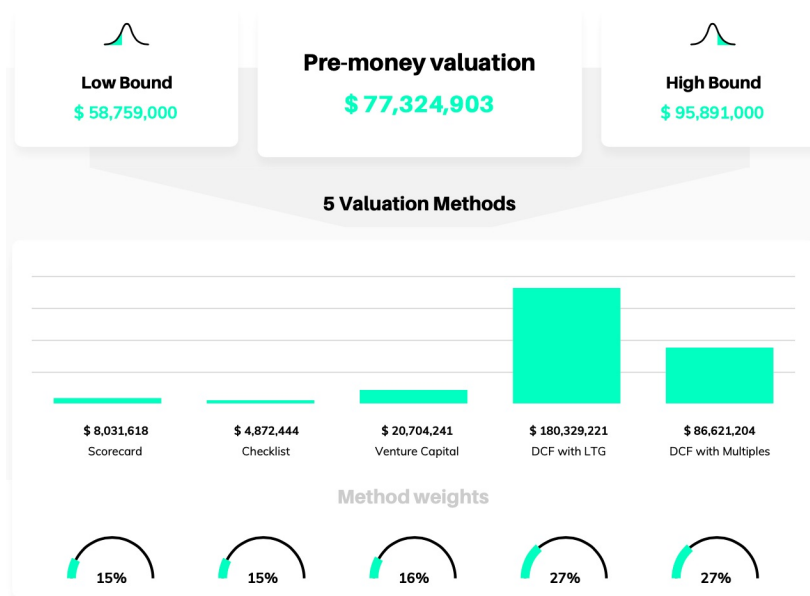 Low Bound
$ 58,759,000
Pre-money valuation
$ 77,324,903
High Bound
$ 95,891,000
5 Valuation Methods
$ 8,031,618
Scorecard
$ 4,872,444
Checklist
$ 20,704,241
Venture Capital
$ 180,329,221
DCF with LTG
$ 86,621,204
DCF with Multiples
Method weights
15%
15%
16%
27%
27%